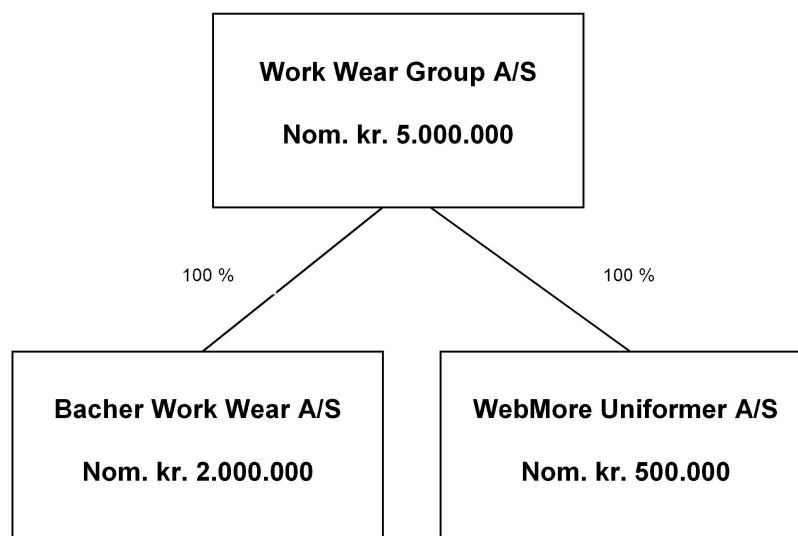 Work Wear Group A/S
Nom. kr. 5.000.000
100 %
100 %
Bacher Work Wear A/S
Nom. kr. 2.000.000
WebMore Uniformer A/S
Nom. kr. 500.000